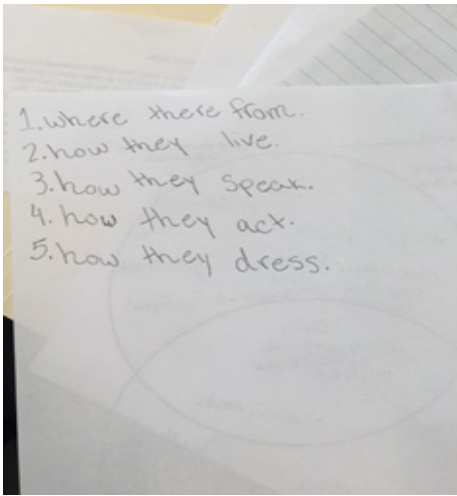 1. where there from.
2. how they live.
3. how they speak.
4. how they act.
5. how they dress.